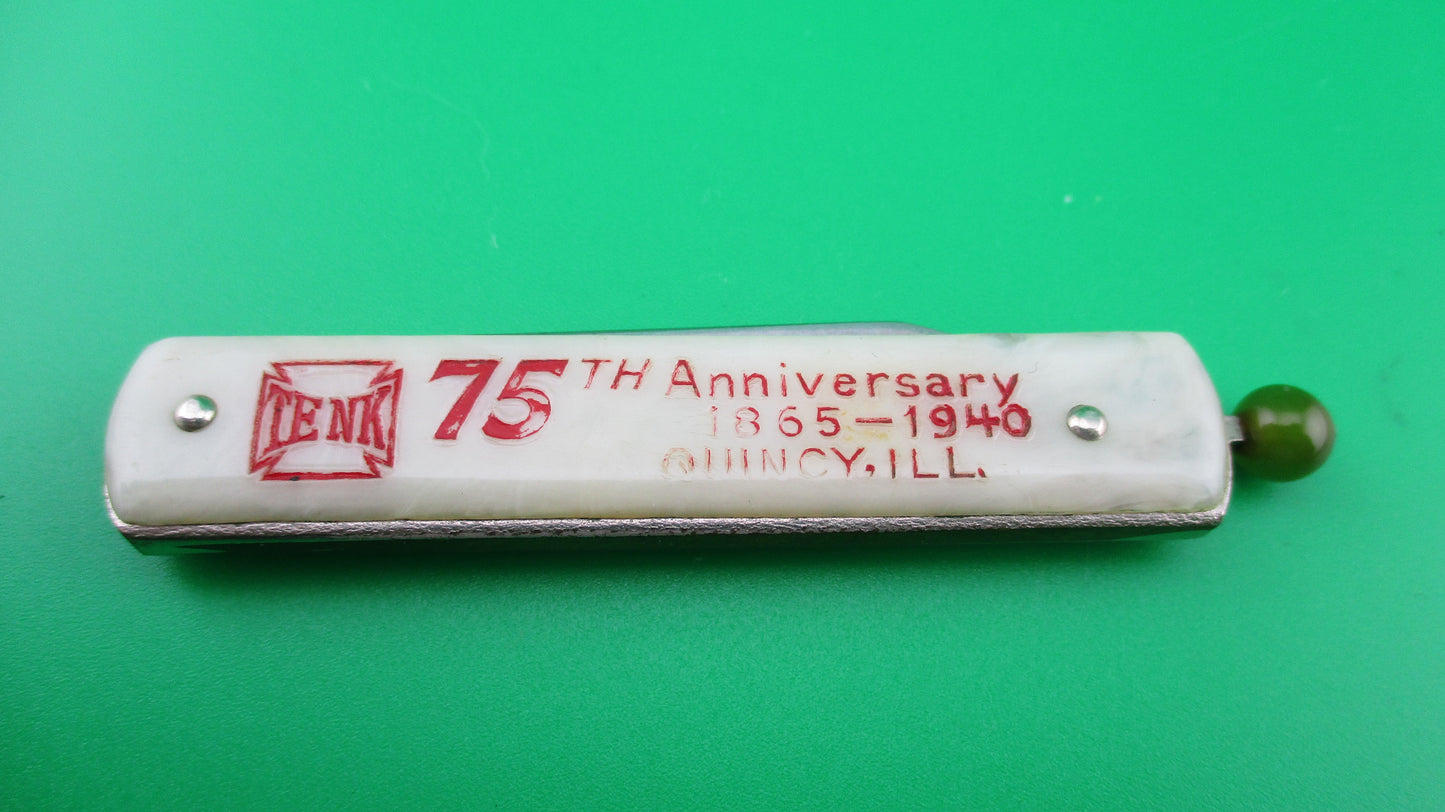 TENK
75TH Anniversary
1865-1940
QUINCY, ILL.